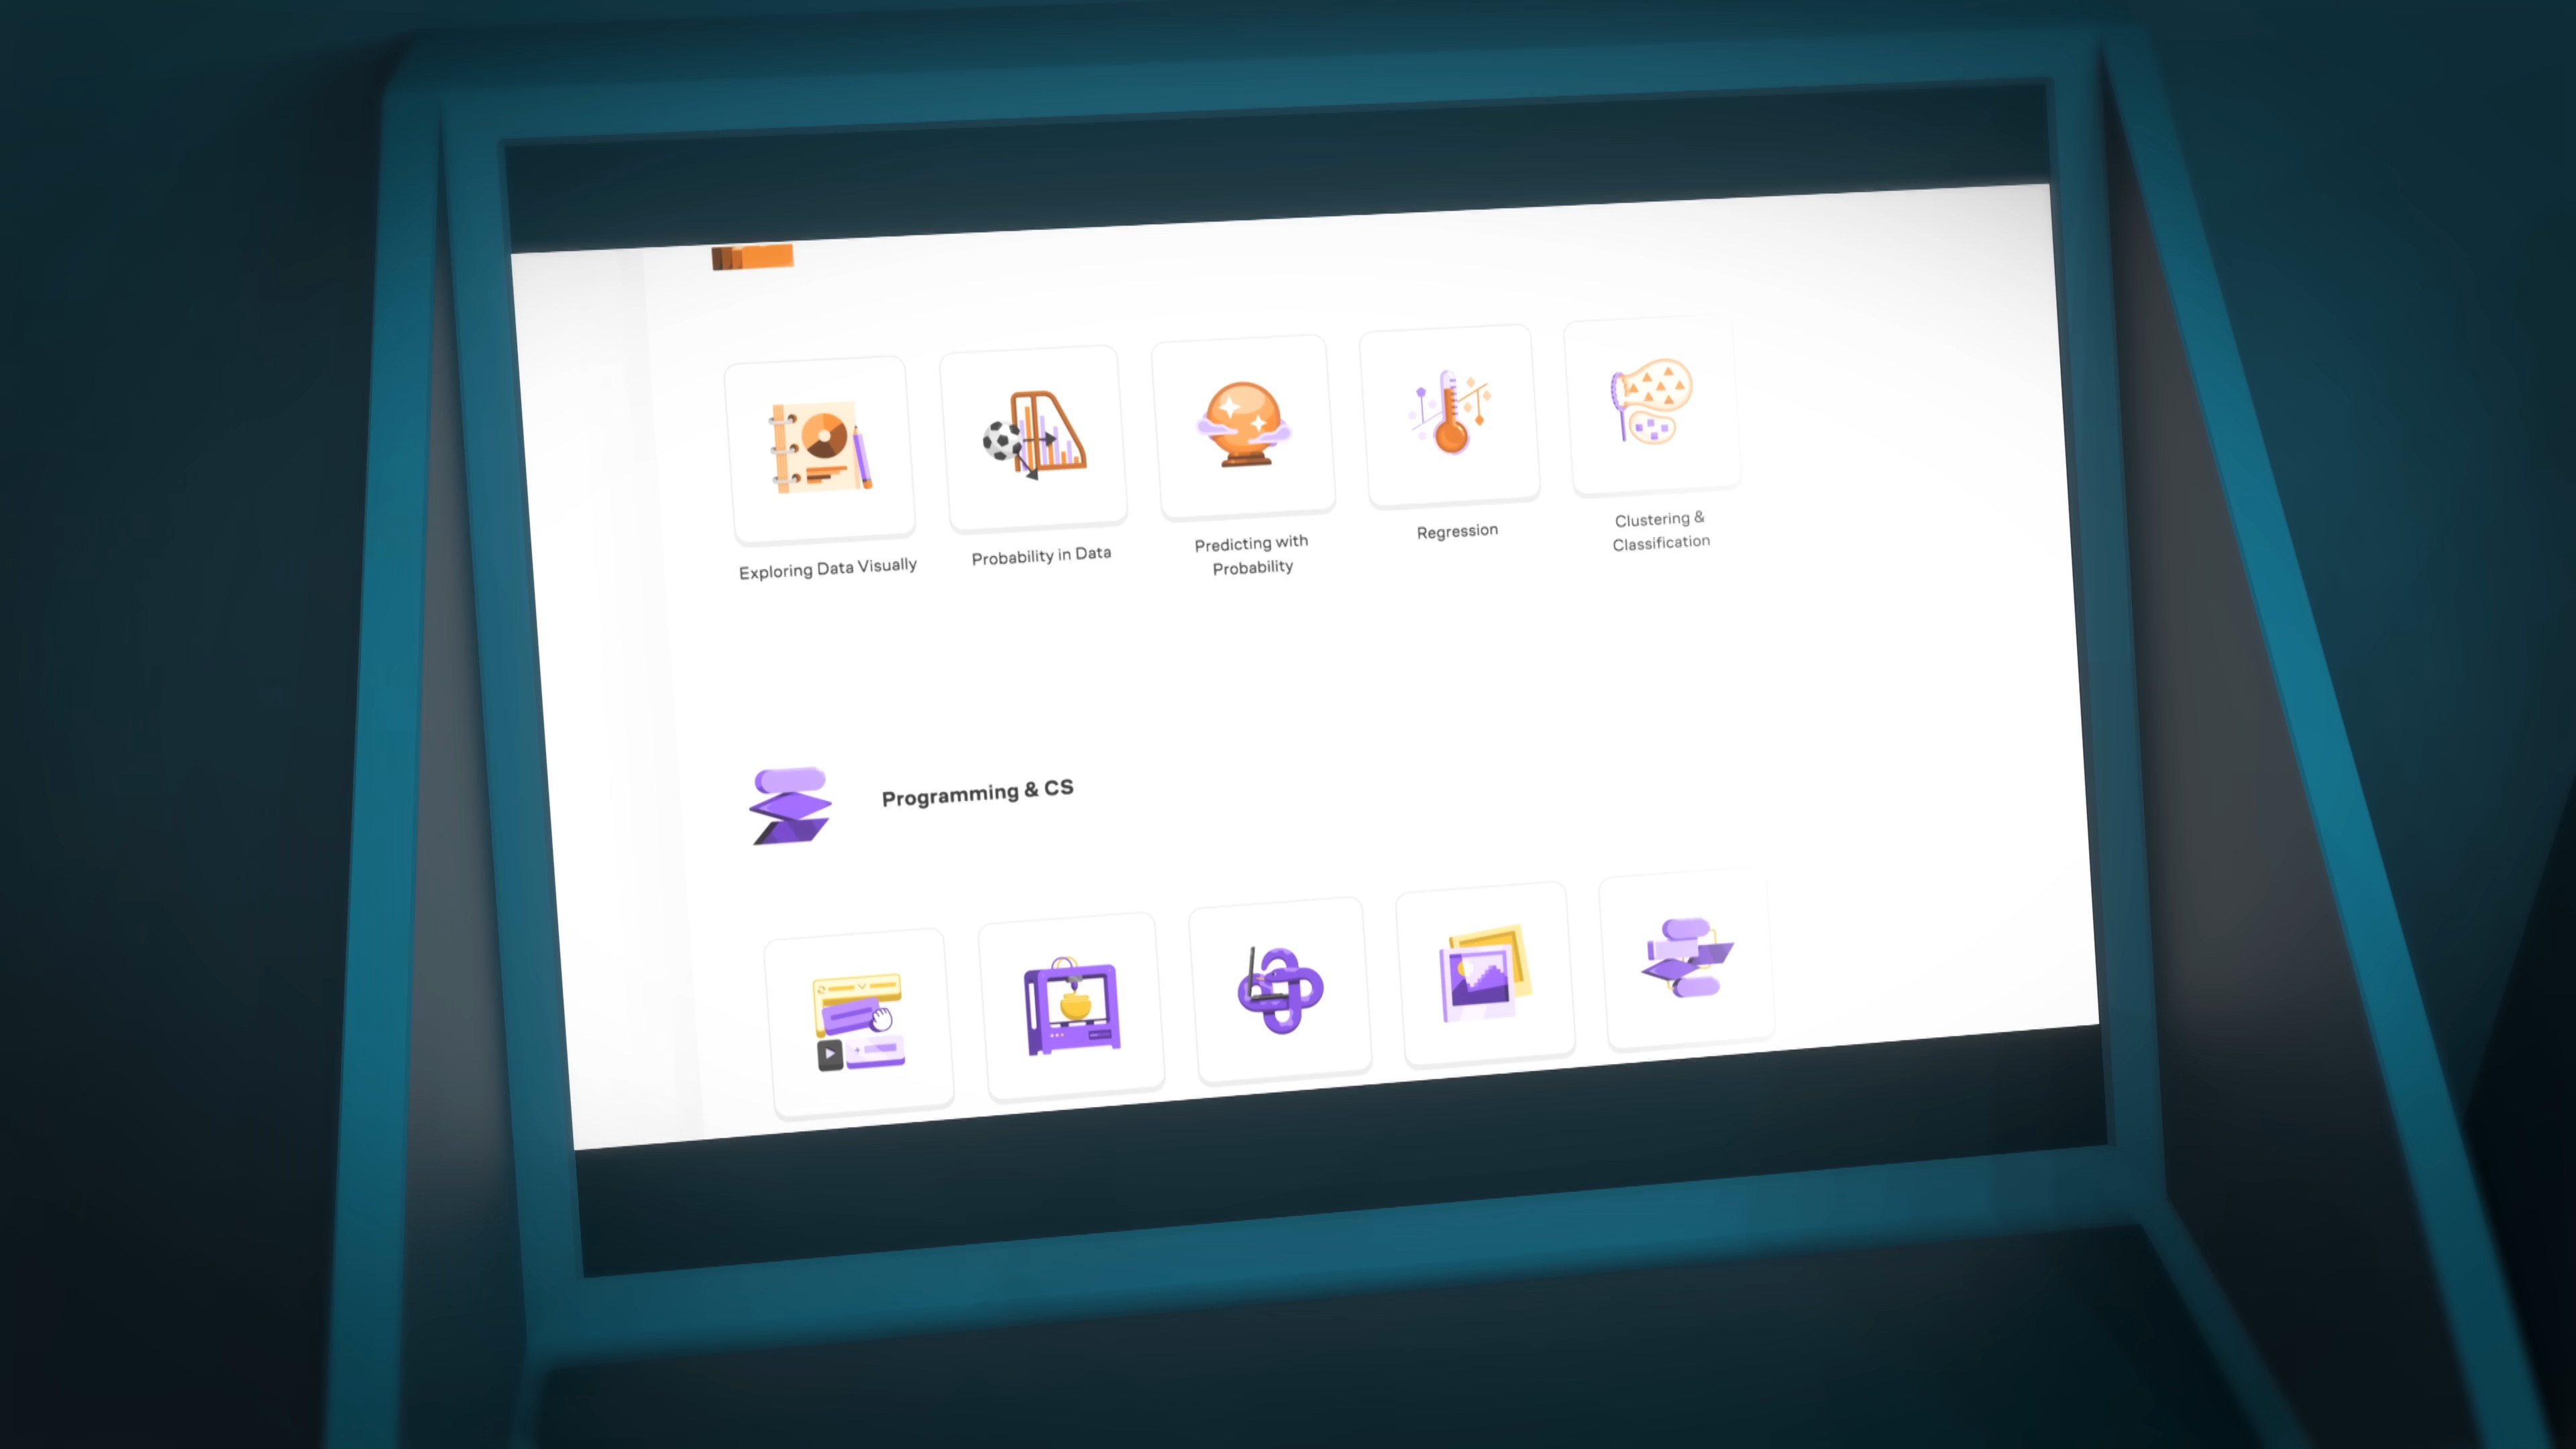 Exploring Data Visually
Probability in Data
Predicting with
Probability
Regression
Clustering &
Classification
Programming & CS